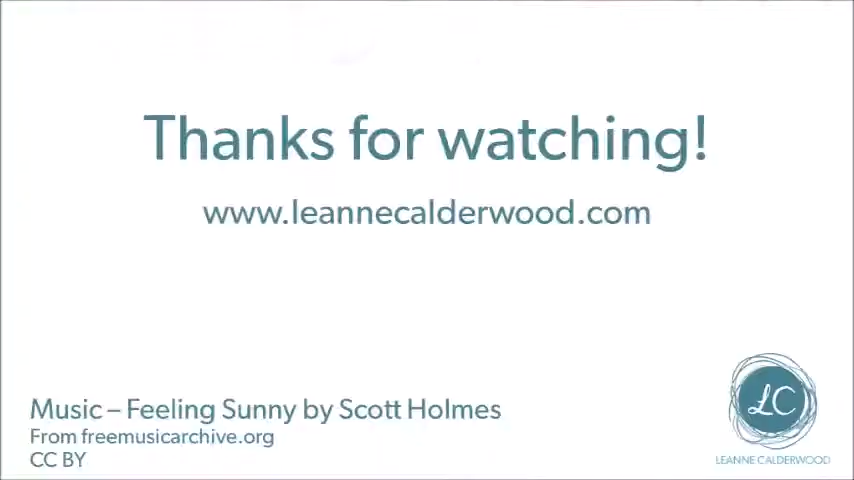 Thanks for watching!
www.leannecalderwood.com
Music – Feeling Sunny by Scott Holmes
From freemusicarchive.org
CC BY
LC
LEANNE CALDERWOOD